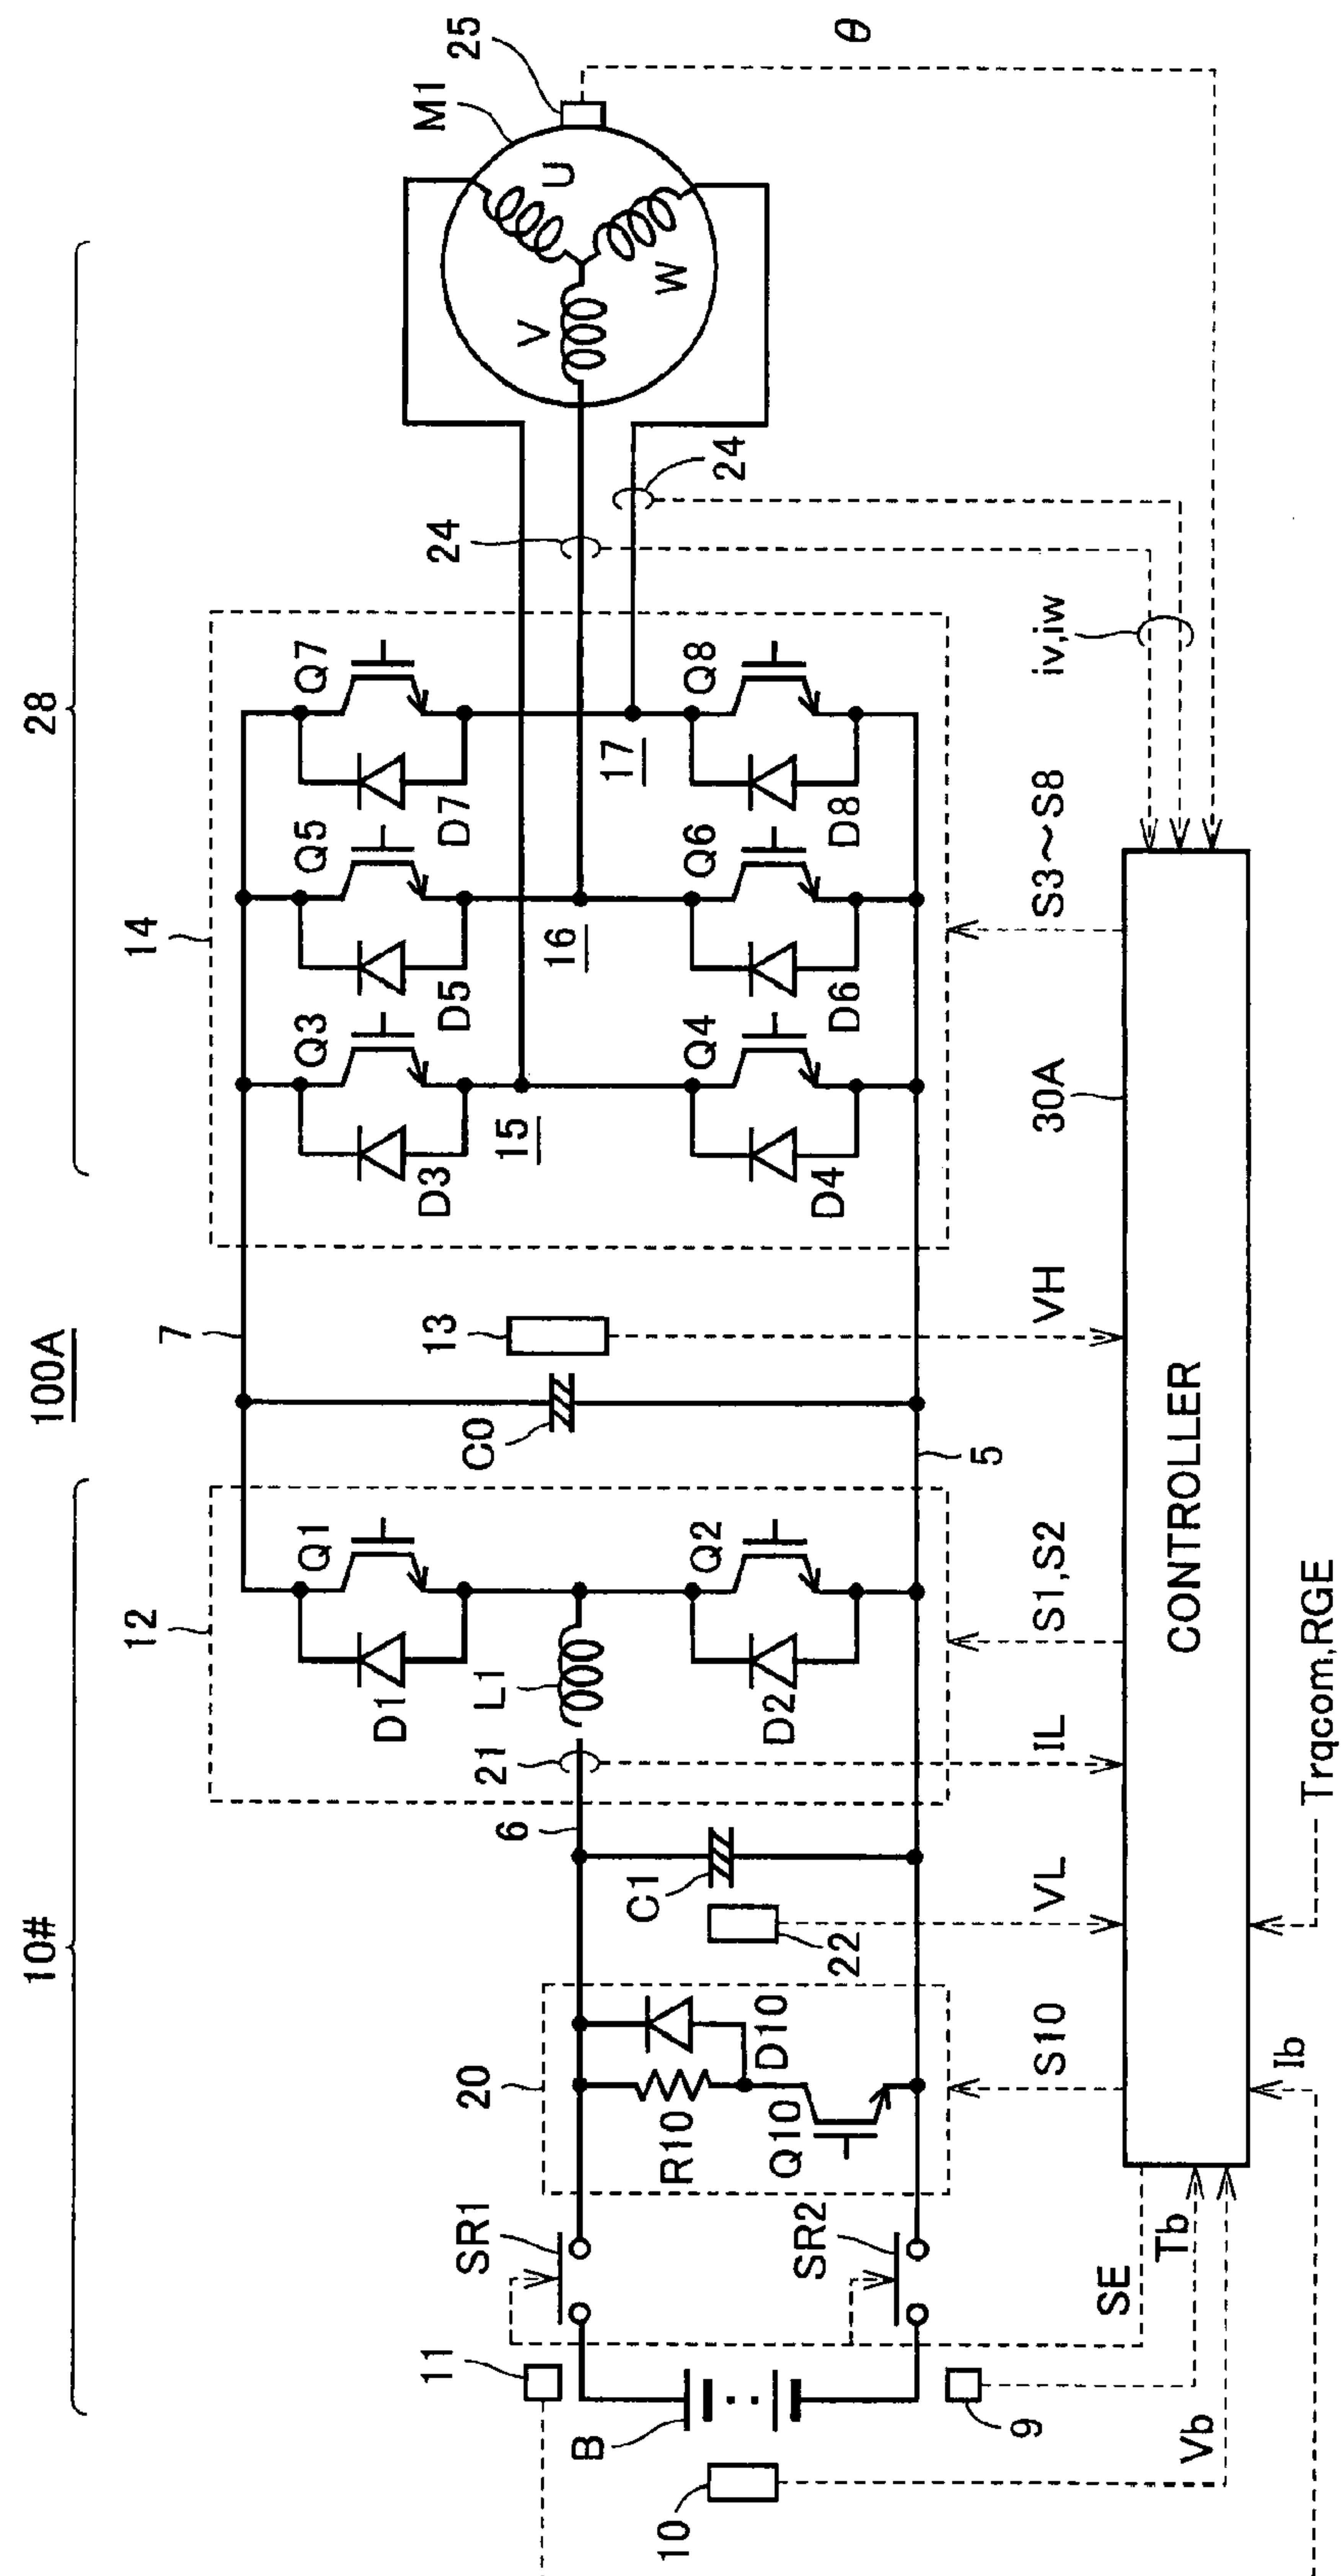 100A
10#
28
12
7
14
Q1
D1
Q3
D3
Q5
D5
Q7
D7
M1
25
U
V
W
θ
11
SR1
20
6
21
L1
C0
13
15
16
17
24
24
B
10
R10
D10
Q10
C1
22
Q2
D2
Q4
D4
Q6
D6
Q8
D8
SR2
9
5
SE
Tb
Vb
Ib
S10
VL
IL
S1,S2
VH
30A
S3~S8
iv,iw
CONTROLLER
Trqcom,RGE